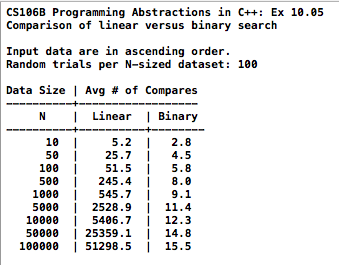 CS106B Programming Abstractions in C++: Ex 10.05
Comparison of linear versus binary search
Input data are in ascending order.
Random trials per N-sized dataset: 100
Data Size | Avg # of Compares
----------+--------------------
N | Linear | Binary
----------+-----------+--------
10 | 5.2 | 2.8
50 | 25.7 | 4.5
100 | 51.5 | 5.8
500 | 245.4 | 8.0
1000 | 545.7 | 9.1
5000 | 2528.9 | 11.4
10000 | 5406.7 | 12.3
50000 | 25359.1 | 14.8
100000 | 51298.5 | 15.5